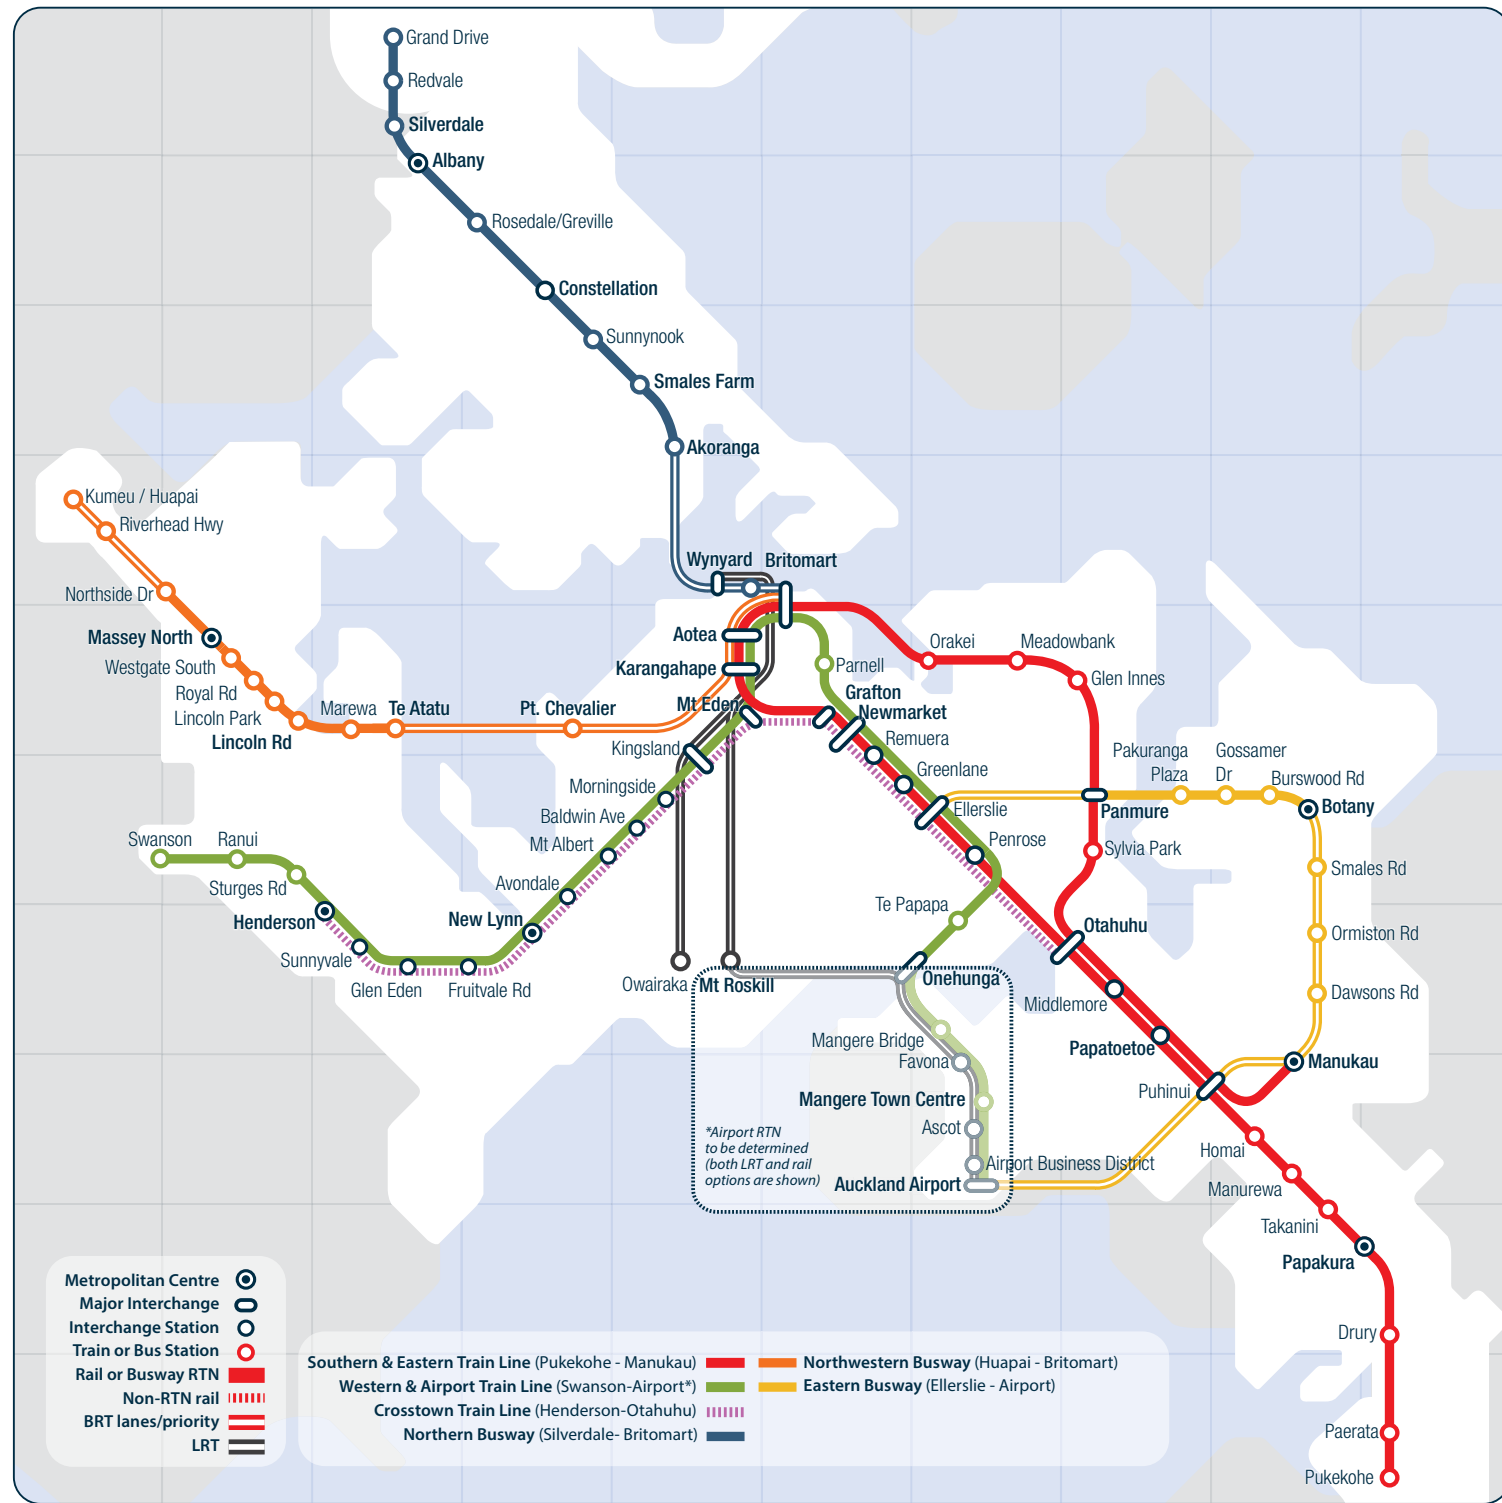 Grand Drive
Redvale
Silverdale
Albany
Rosedale/Greville
Constellation
Sunnynook
Smales Farm
Akoranga
Kumeu / Huapai
Riverhead Hwy
Northside Dr
Massey North
Westgate South
Royal Rd
Lincoln Park
Lincoln Rd
Marewa
Te Atatu
Pt. Chevalier
Wynyard
Britomart
Aotea
Karangahape
Mt Eden
Kingsland
Morningside
Baldwin Ave
Mt Albert
Avondale
New Lynn
Swanson
Ranui
Sturges Rd
Henderson
Sunnyvale
Glen Eden
Fruitvale Rd
Parnell
Grafton
Newmarket
Remuera
Greenlane
Ellerslie
Penrose
Te Papapa
Onehunga
Orakei
Meadowbank
Glen Innes
Pakuranga
Plaza
Gossamer
Dr
Burswood Rd
Botany
Panmure
Sylvia Park
Smales Rd
Ormiston Rd
Dawsons Rd
Manukau
Otahuhu
Middlemore
Papatoetoe
Puhinui
Homai
Manurewa
Takanini
Papakura
Drury
Paerata
Pukekohe
Owairaka
Mt Roskill
Mangere Bridge
Favona
Mangere Town Centre
Ascot
Airport Business District
Auckland Airport
*Airport RTN
to be determined
(both LRT and rail
options are shown)
Metropolitan Centre
Major Interchange
Interchange Station
Train or Bus Station
Rail or Busway RTN
Non-RTN rail
BRT lanes/priority
LRT
Southern & Eastern Train Line (Pukekohe - Manukau)
Western & Airport Train Line (Swanson-Airport*)
Crosstown Train Line (Henderson-Otahuhu)
Northern Busway (Silverdale- Britomart)
Northwestern Busway (Huapai - Britomart)
Eastern Busway (Ellerslie - Airport)